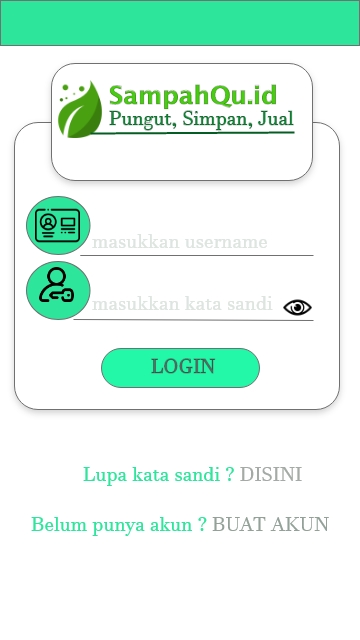 SampahQu.id
Pungut, Simpan, Jual
masukkan username
masukkan kata sandi
LOGIN
Lupa kata sandi ? DISINI
Belum punya akun ? BUAT AKUN